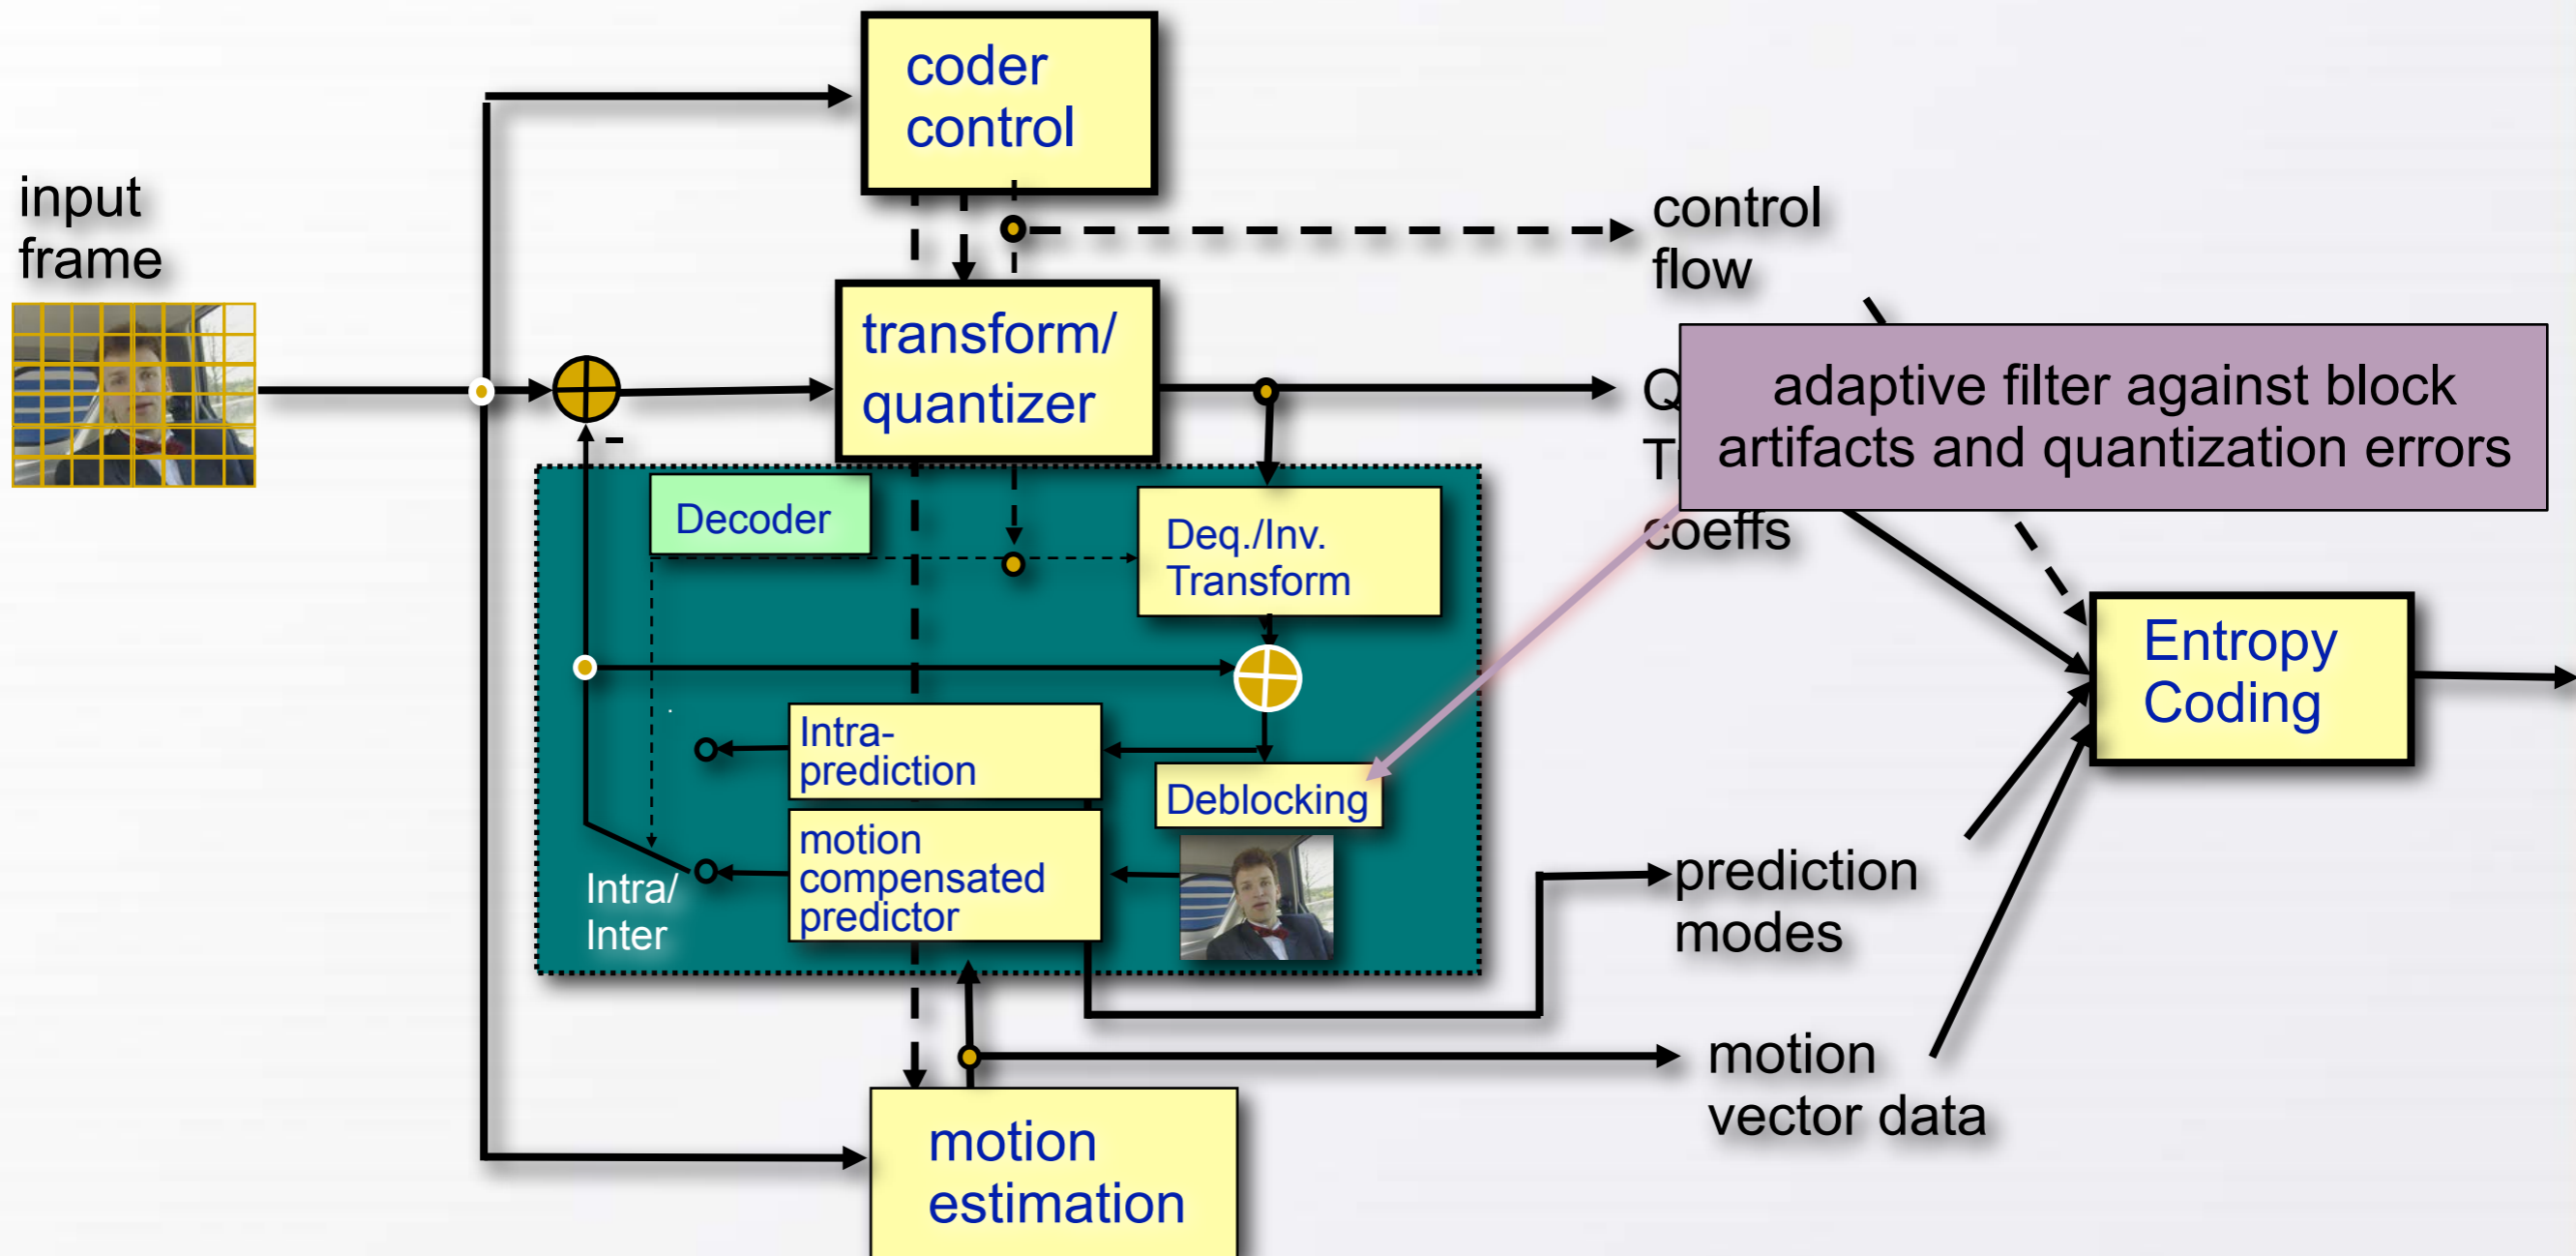 coder
control
input
frame
control
flow
transform/
quantizer
-
adaptive filter against block
artifacts and quantization errors
coeffs
Decoder
Deq./Inv.
Transform
Entropy
Coding
Intra-
prediction
Deblocking
motion
compensated
predictor
Intra/
Inter
prediction
modes
motion
vector data
motion
estimation